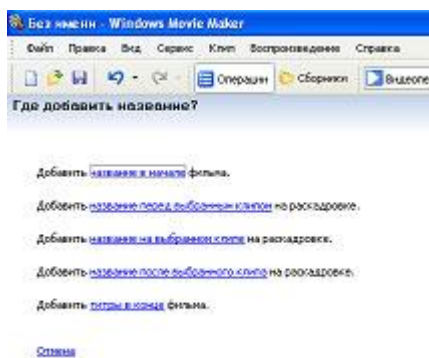 Без имени - Windows Movie Maker
Файл Правка Вид Сервис Клип Воспроизведение Справка
Операции Сборники Видеопе
Где добавить название?
Добавить название в начале фильма.
Добавить название перед выбранным клипом на раскадровке.
Добавить название на выбранном клипе на раскадровке.
Добавить название после выбранного клипа на раскадровке.
Добавить титры в конце фильма.
Отмена